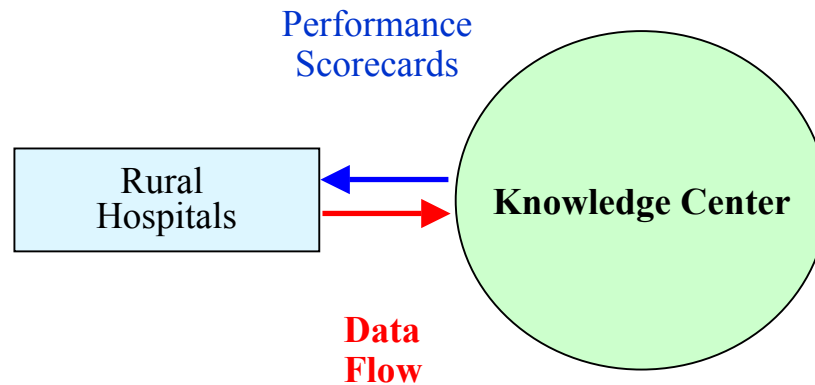 Performance
Scorecards
Rural
Hospitals
Knowledge Center
Data
Flow